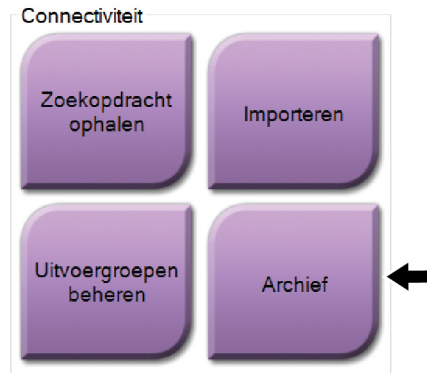 Connectiviteit
Zoekopdracht
ophalen
Importeren
Uitvoergroepen
beheren
Archief